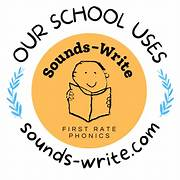 OUR SCHOOL USES
Sounds-Write
FIRST RATE
PHONICS
sounds-write.com